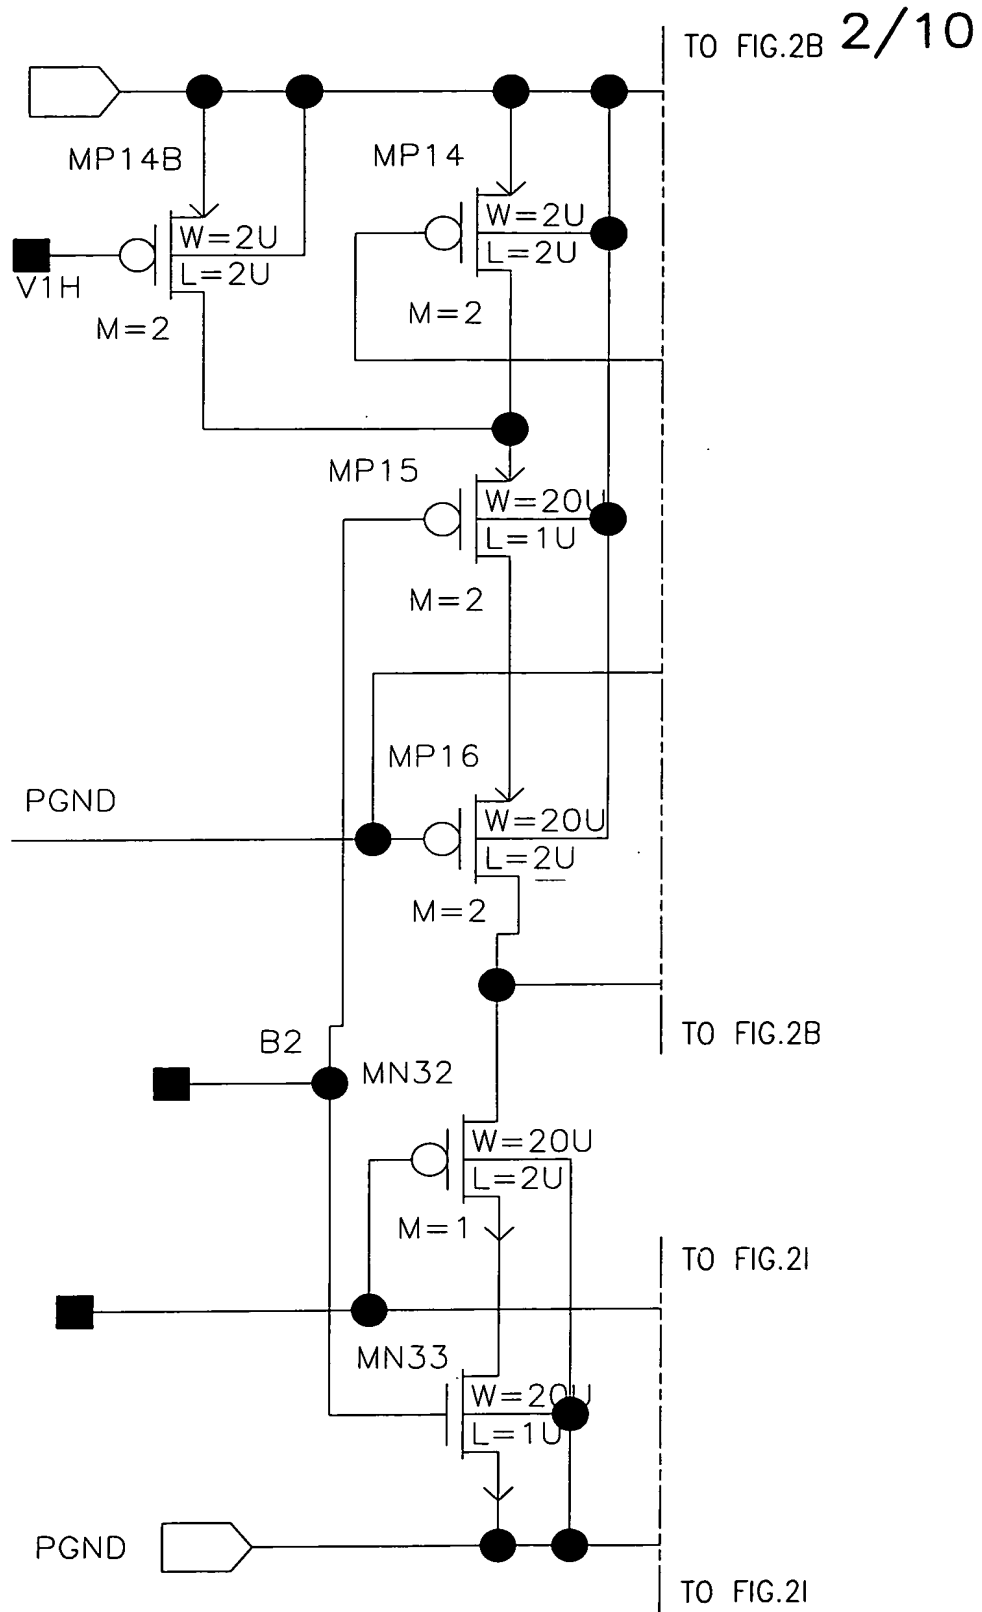 TO FIG.2B 2/10
MP14B
MP14
W=2U
L=2U
W=2U
L=2U
V1H
M=2
M=2
MP15
W=20U
L=1U
M=2
MP16
PGND
W=20U
L=2U
M=2
TO FIG.2B
B2
MN32
W=20U
L=2U
M=1
TO FIG.2I
MN33
W=20U
L=1U
PGND
TO FIG.2I